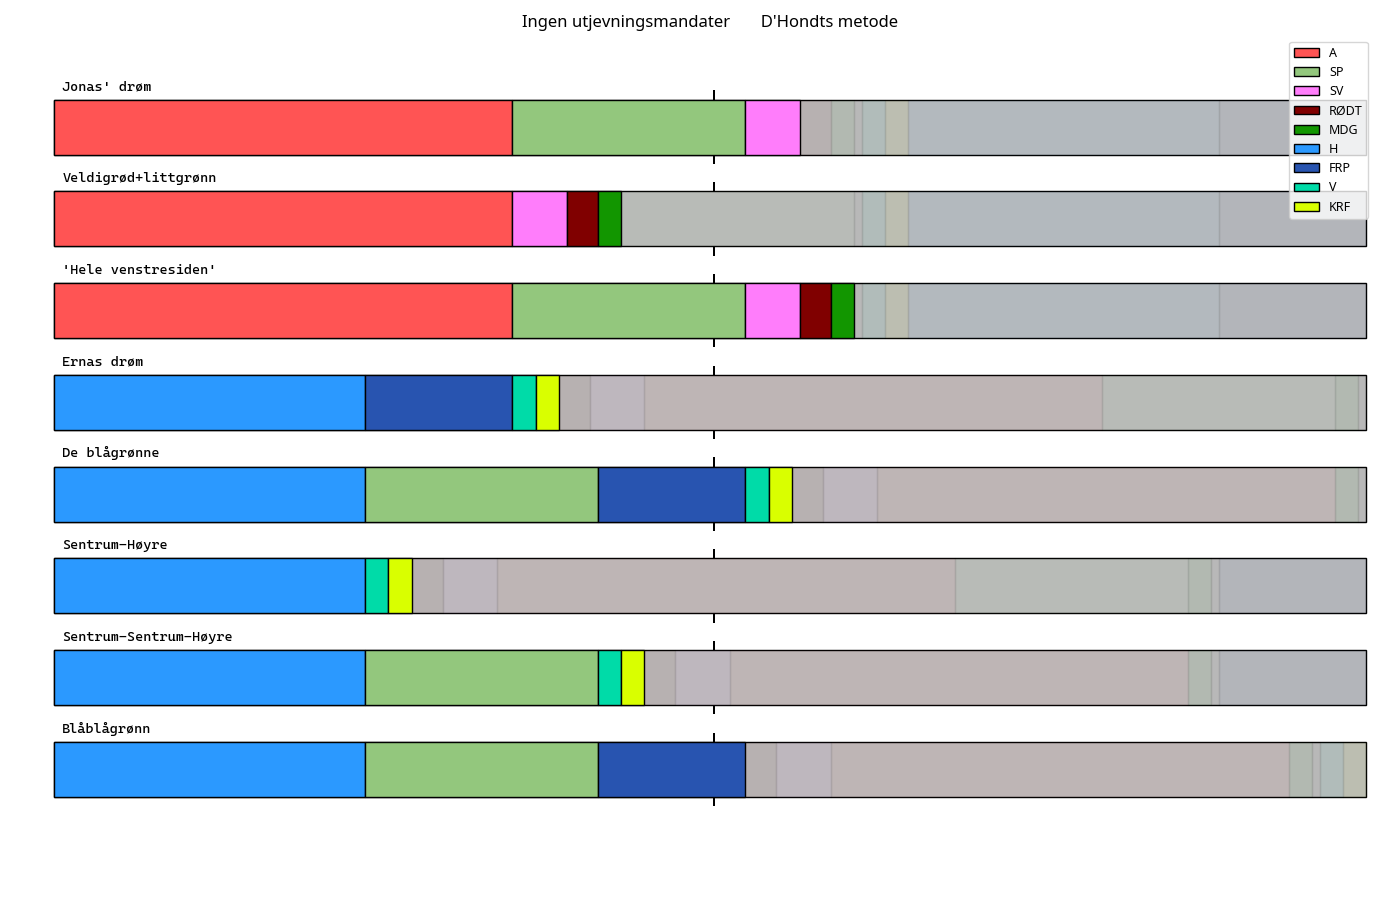 Ingen utjevningsmandater D'Hondts metode
A
SP
SV
RØDT
MDG
H
FRP
V
KRF
Jonas' drøm
Veldigrød+littgrønn
'Hele venstresiden'
Ernas drøm
De blågrønne
Sentrum-Høyre
Sentrum-Sentrum-Høyre
Blåblågrønn